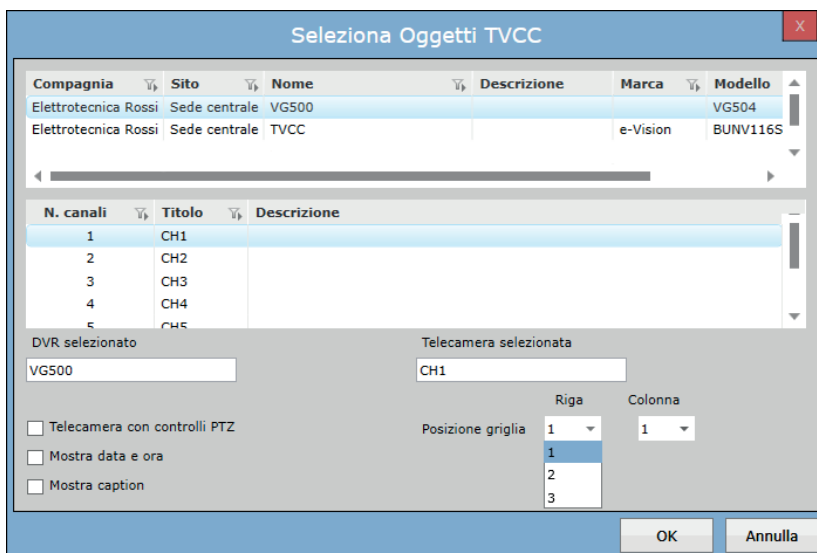 Seleziona Oggetti TVCC
X
Compagnia Sito Nome Descrizione Marca Modello
Elettrotecnica Rossi Sede centrale VG500 VG504
Elettrotecnica Rossi Sede centrale TVCC e-Vision BUNV116S
N. canali Titolo Descrizione
1 CH1
2 CH2
3 CH3
4 CH4
5 CH5
DVR selezionato Telecamera selezionata
VG500 CH1
Riga Colonna
Telecamera con controlli PTZ Posizione griglia 1 1
Mostra data e ora 1
2
Mostra caption
3
OK Annulla